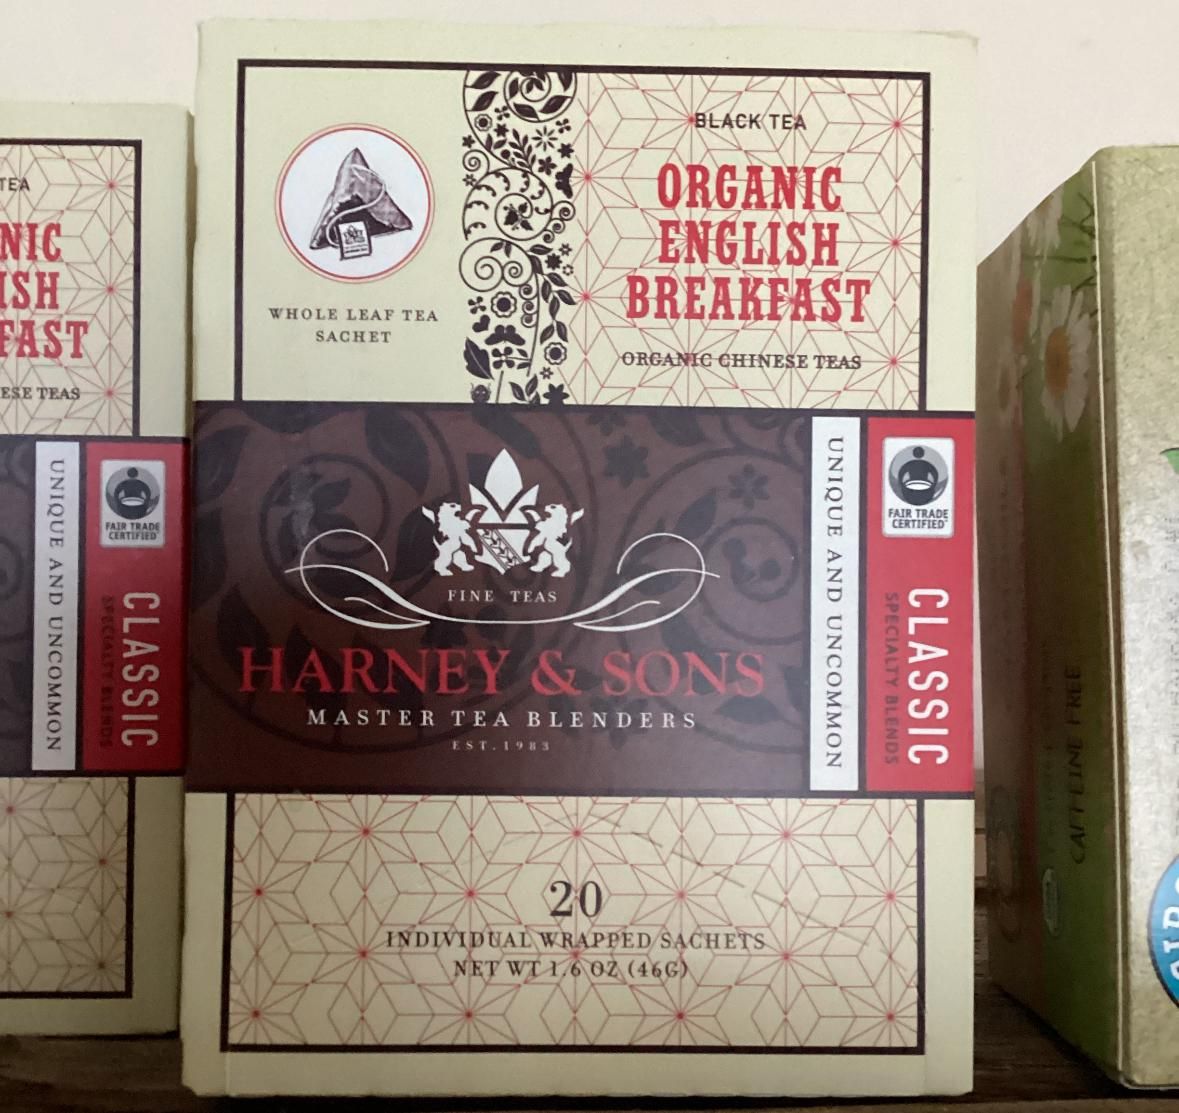 BLACK TEA
ORGANIC
ENGLISH
BREAKFAST
ORGANIC CHINESE TEAS
WHOLE LEAF TEA
SACHET
FINE TEAS
HARNEY & SONS
MASTER TEA BLENDERS
EST. 1983
UNIQUE AND UNCOMMON
FAIR TRADE
CERTIFIED
CLASSIC
SPECIALTY BLENDS
20
INDIVIDUAL WRAPPED SACHETS
NET WT 1.6 OZ (46G)
TEA
NIC
ISH
FAST
ESE TEAS
UNIQUE AND UNCOMMON
FAIR TRADE
CERTIFIED
CLASSIC
SPECIALTY BLENDS
CAFFEINE FREE